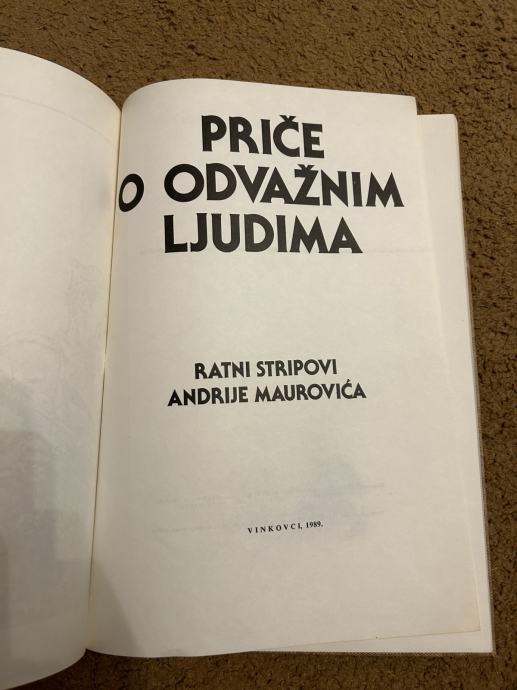 PRIČE
O ODVAŽNIM
LJUDIMA
RATNI STRIPOVI
ANDRIJE MAUROVIĆA
VINKOVCI, 1989.